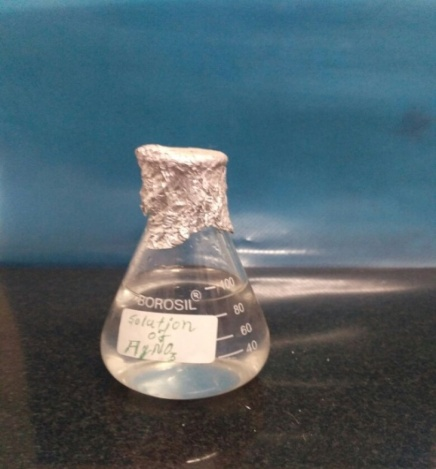 100
BOROSIL®
80
Solution
of
60
AgNO₃
40